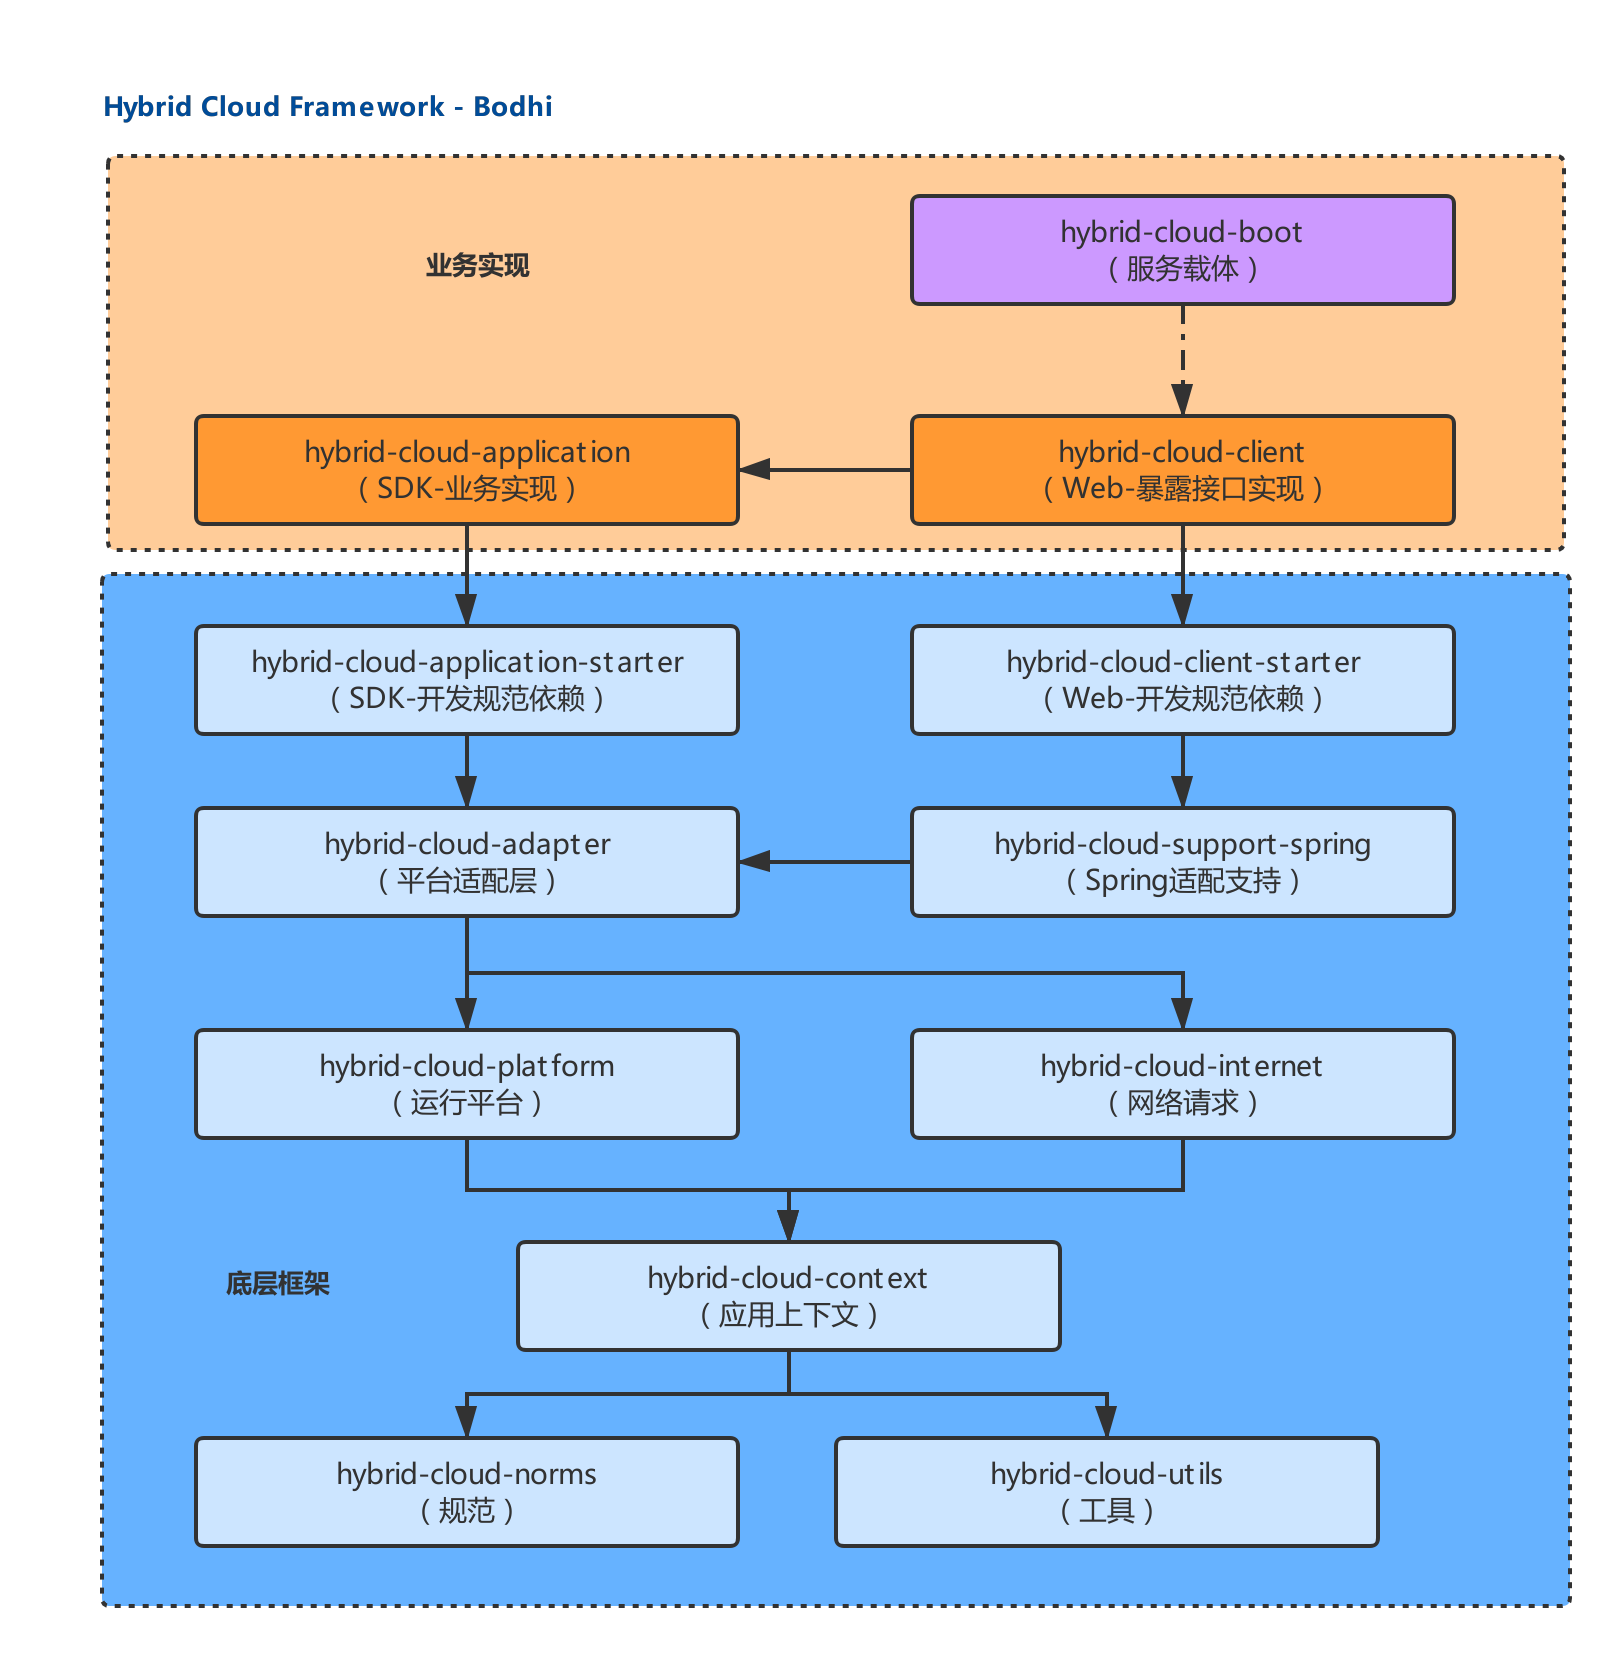 Hybrid Cloud Framework - Bodhi
业务实现
hybrid-cloud-boot
（服务载体）
hybrid-cloud-application
（SDK-业务实现）
hybrid-cloud-client
（Web-暴露接口实现）
hybrid-cloud-application-starter
（SDK-开发规范依赖）
hybrid-cloud-client-starter
（Web-开发规范依赖）
hybrid-cloud-adapter
（平台适配层）
hybrid-cloud-support-spring
（Spring适配支持）
hybrid-cloud-platform
（运行平台）
hybrid-cloud-internet
（网络请求）
底层框架
hybrid-cloud-context
（应用上下文）
hybrid-cloud-norms
（规范）
hybrid-cloud-utils
（工具）